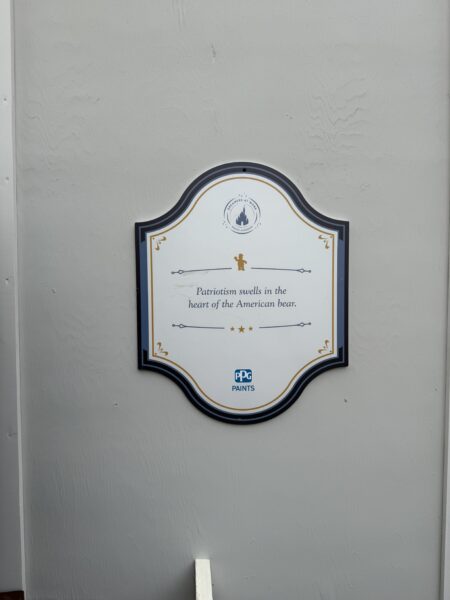 Patriotism swells in the
heart of the American bear.
PPG
PAINTS